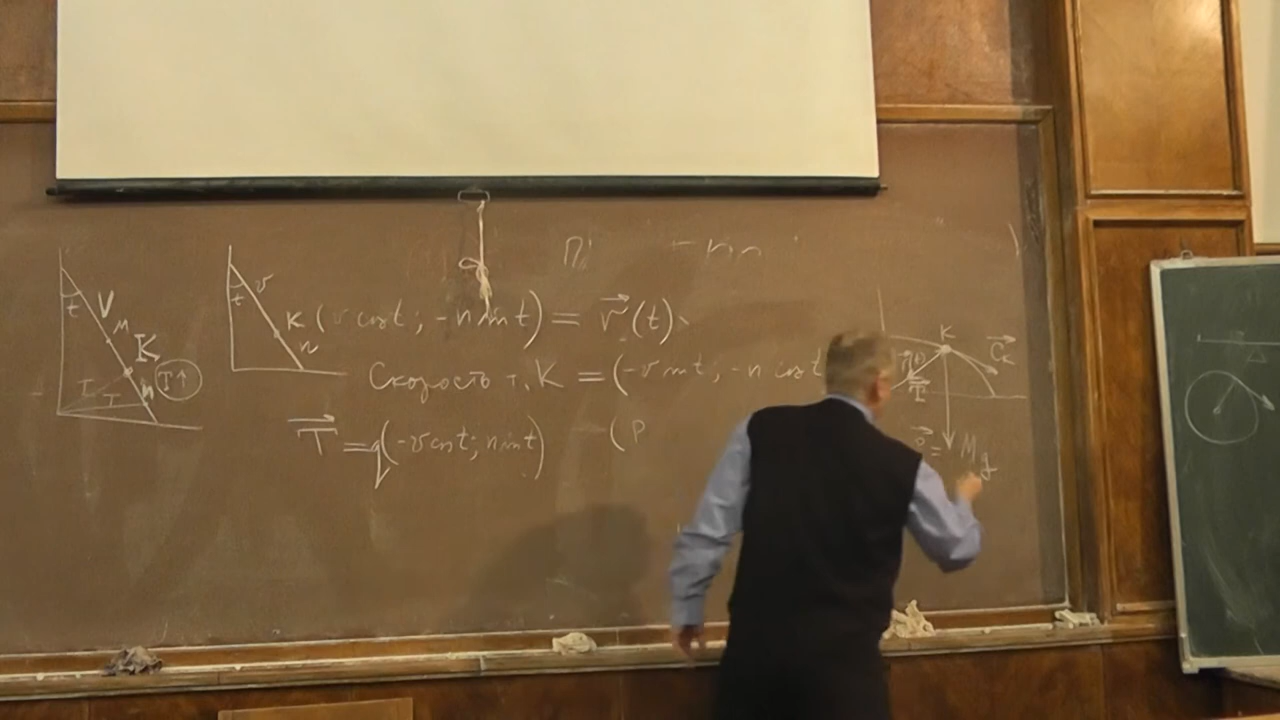 t V M K T↑ I I n
t v K n
K (v cos t; -n sin t) = r⃗(t)
Скорость т. K = (-v sin t; -n cos t
T⃗ = q(-v cos t; n sin t) (P
K C⃗ₖ r⃗(t) T⃗
P⃗ = Mg